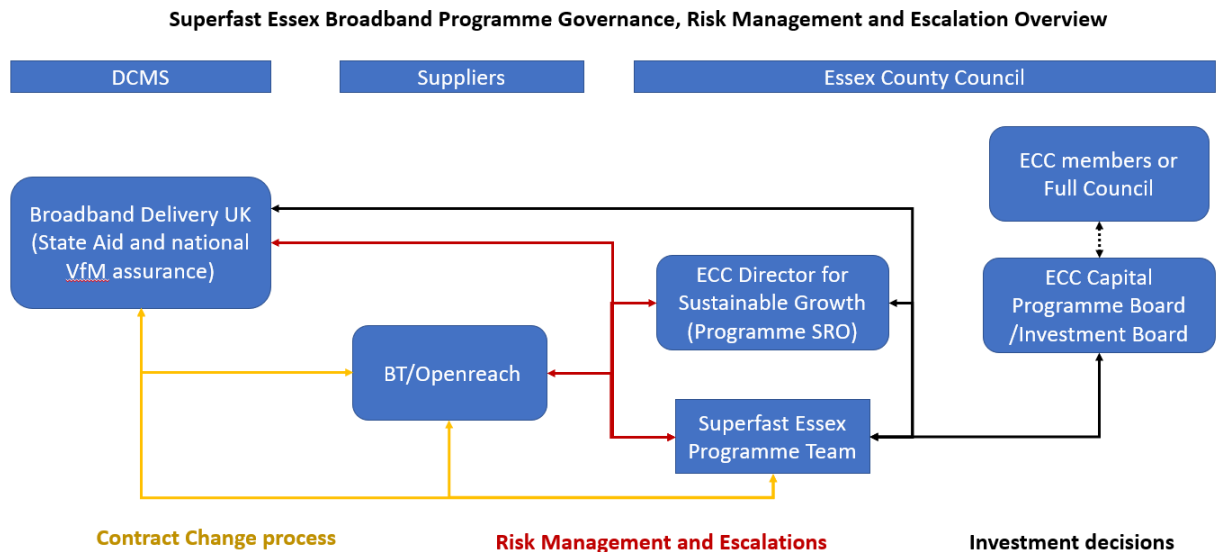 Superfast Essex Broadband Programme Governance, Risk Management and Escalation Overview
DCMS
Suppliers
Essex County Council
ECC members or
Full Council
Broadband Delivery UK
(State Aid and national
VfM assurance)
ECC Director for
Sustainable Growth
(Programme SRO)
ECC Capital
Programme Board
/Investment Board
BT/Openreach
Superfast Essex
Programme Team
Contract Change process
Risk Management and Escalations
Investment decisions